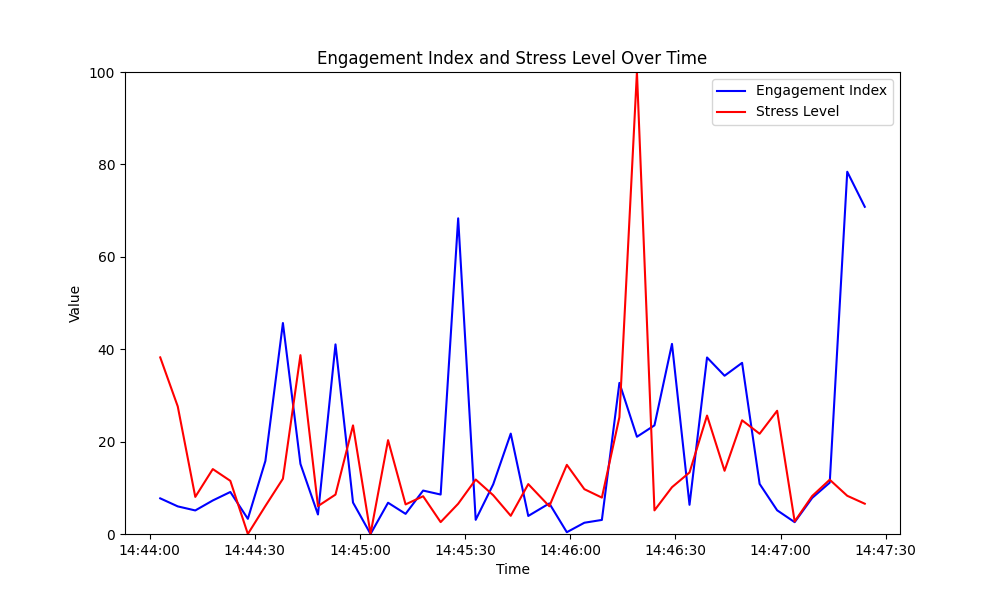 Engagement Index and Stress Level Over Time
Engagement Index
Stress Level
100
80
60
40
20
0
Value
14:44:00 14:44:30 14:45:00 14:45:30 14:46:00 14:46:30 14:47:00 14:47:30
Time